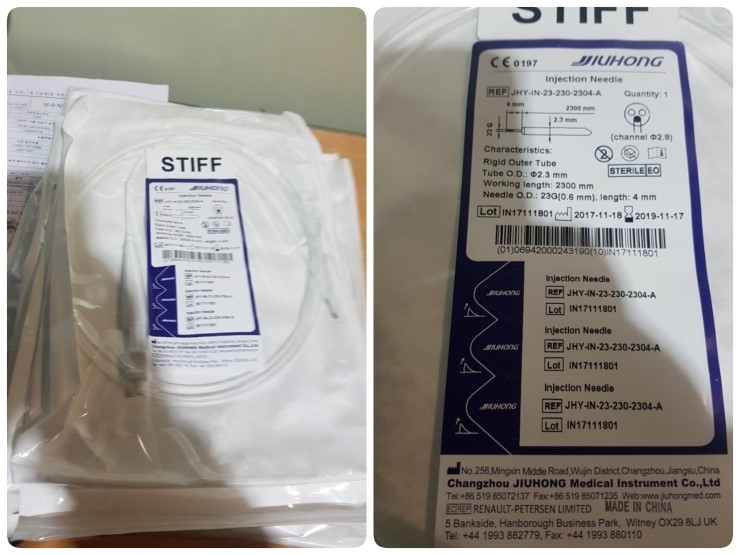 STIFF
CE 0197 JIUHONG
Injection Needle
STIFF
CE 0197 JIUHONG
Injection Needle
REF JHY-IN-23-230-2304-A Quantity: 1
4 mm 2300 mm
23 G 2.3 mm
(channel Φ2.8)
Characteristics:
Rigid Outer Tube
Tube O.D.: Φ2.3 mm
STERILE EO
Working length: 2300 mm
Needle O.D.: 23G(0.6 mm), length: 4 mm
Lot IN17111801 2017-11-18 2019-11-17
(01)06942000243190(10)IN17111801
Injection Needle
JIUHONG REF JHY-IN-23-230-2304-A
Lot IN17111801
Injection Needle
JIUHONG REF JHY-IN-23-230-2304-A
Lot IN17111801
Injection Needle
JIUHONG REF JHY-IN-23-230-2304-A
Lot IN17111801
No.256,Mingxin Middle Road,Wujin District,Changzhou,Jiangsu,China
Changzhou JIUHONG Medical Instrument Co.,Ltd
Tel:+86 519 85072137 Fax:+86 519 85071235 Web:www.jiuhongmed.com
EC REP RENAULT-PETERSEN LIMITED MADE IN CHINA
5 Bankside, Hanborough Business Park, Witney OX29 8LJ UK
Tel: +44 1993 882779, Fax: +44 1993 880110